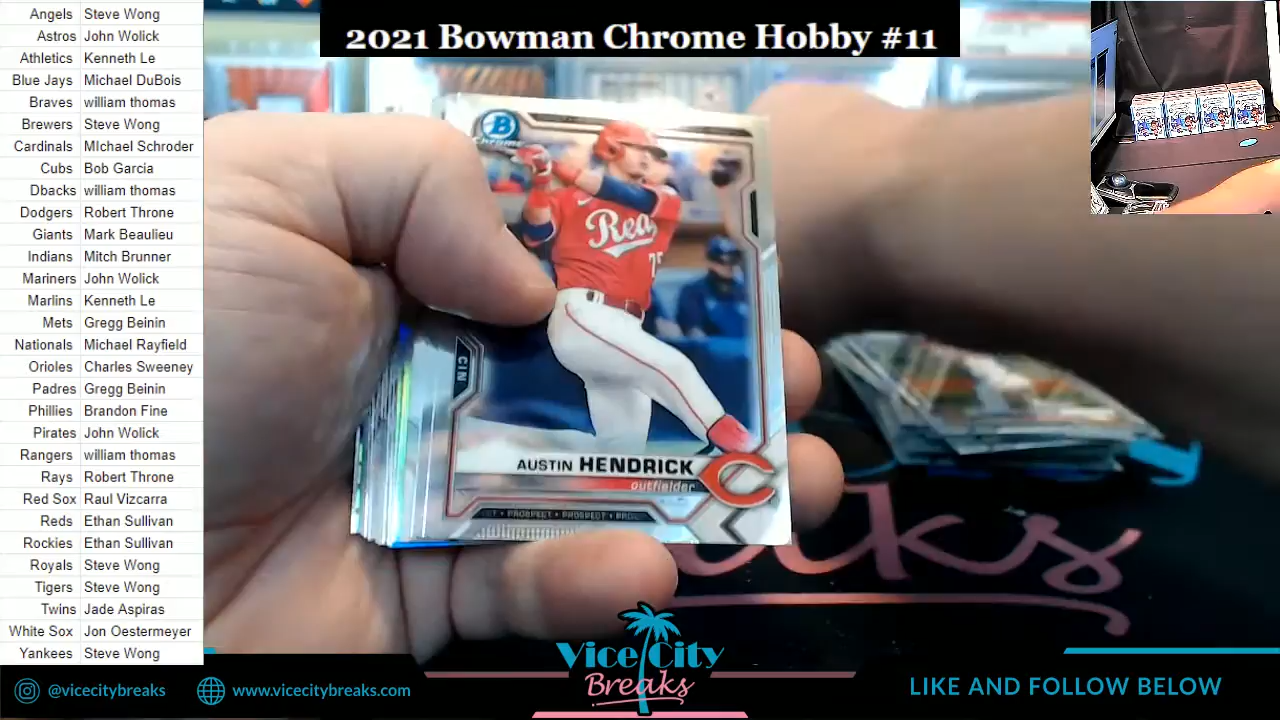 2021 Bowman Chrome Hobby #11
Angels Steve Wong
Astros John Wolick
Athletics Kenneth Le
Blue Jays Michael DuBois
Braves william thomas
Brewers Steve Wong
Cardinals MIchael Schroder
Cubs Bob Garcia
Dbacks william thomas
Dodgers Robert Throne
Giants Mark Beaulieu
Indians Mitch Brunner
Mariners John Wolick
Marlins Kenneth Le
Mets Gregg Beinin
Nationals Michael Rayfield
Orioles Charles Sweeney
Padres Gregg Beinin
Phillies Brandon Fine
Pirates John Wolick
Rangers william thomas
Rays Robert Throne
Red Sox Raul Vizcarra
Reds Ethan Sullivan
Rockies Ethan Sullivan
Royals Steve Wong
Tigers Steve Wong
Twins Jade Aspiras
White Sox Jon Oestermeyer
Yankees Steve Wong
B
Chrome
Reds
CIN
AUSTIN HENDRICK
outfielder
PROSPECT • PROSPECT
C
Vice City
Breaks
@vicecitybreaks
www.vicecitybreaks.com
LIKE AND FOLLOW BELOW